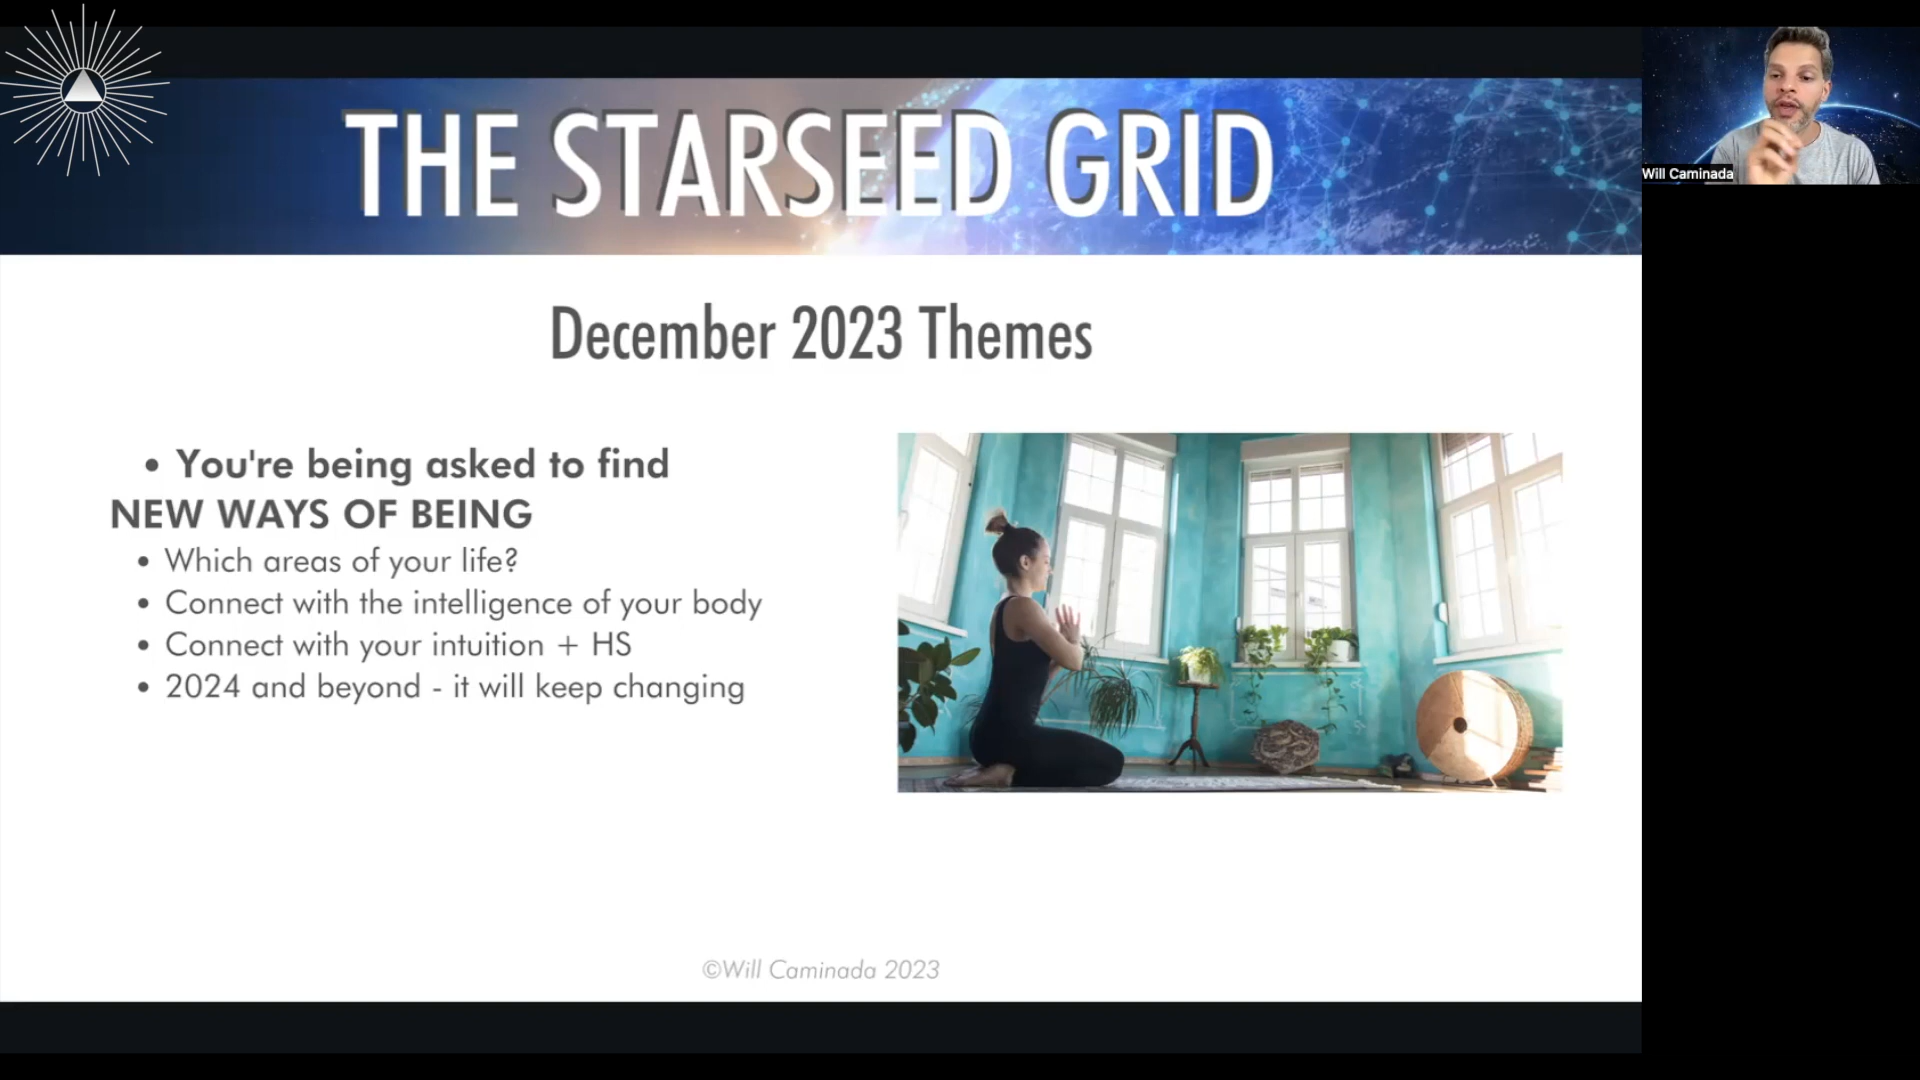 THE STARSEED GRID
Will Caminada
December 2023 Themes
• You're being asked to find
NEW WAYS OF BEING
• Which areas of your life?
• Connect with the intelligence of your body
• Connect with your intuition + HS
• 2024 and beyond - it will keep changing
©Will Caminada 2023